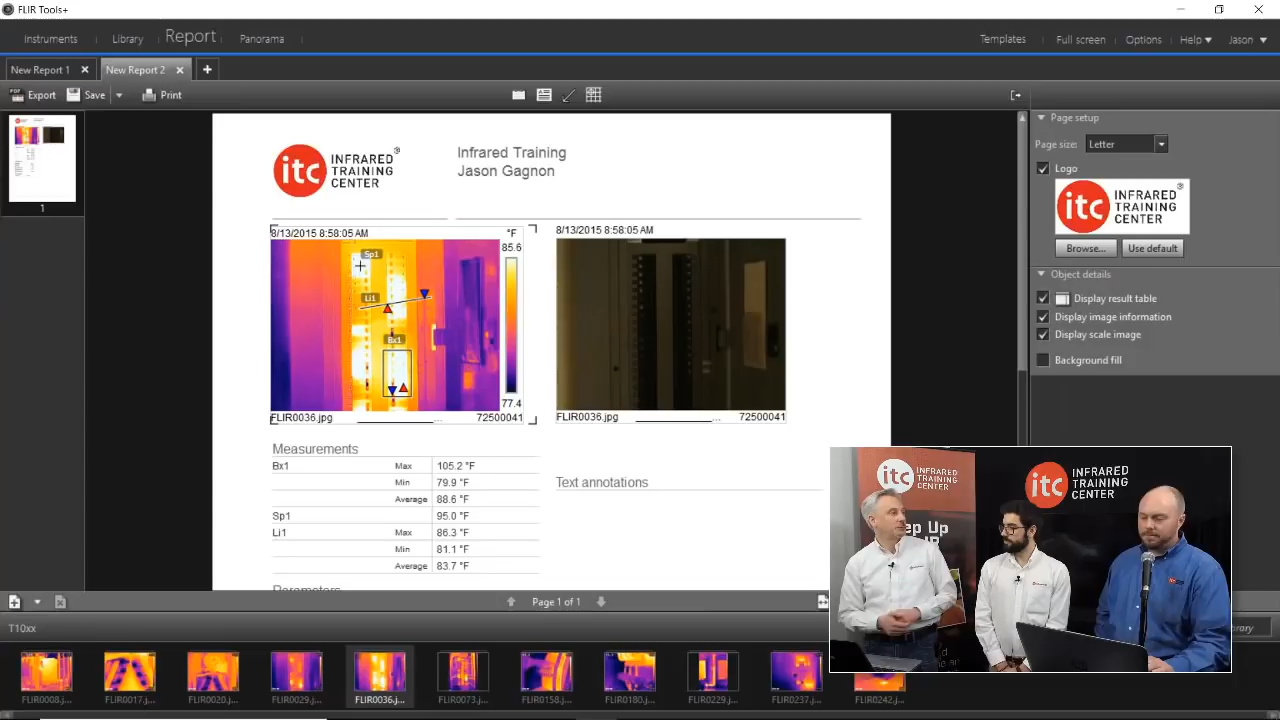 FLIR Tools+
Instruments Library Report Panorama Templates Full screen Options Help Jason
New Report 1 New Report 2
Export Save Print
Page setup
Page size: Letter
Logo
itc INFRARED TRAINING CENTER ®
Browse... Use default
Object details
Display result table
Display image information
Display scale image
Background fill
1
itc INFRARED TRAINING CENTER ®
Infrared Training
Jason Gagnon
8/13/2015 8:58:05 AM °F
85.6
Sp1
Li1
Bx1
77.4
FLIR0036.jpg ... 72500041
8/13/2015 8:58:05 AM
FLIR0036.jpg ... 72500041
Measurements
Bx1 Max 105.2 °F
Min 79.9 °F
Average 88.6 °F
Sp1 95.0 °F
Li1 Max 86.3 °F
Min 81.1 °F
Average 83.7 °F
Parameters
Text annotations
Page 1 of 1
itc INFRARED TRAINING CENTER
itc INFRARED TRAINING CENTER ®
T10xx
FLIR0008.j... FLIR0017.j... FLIR0020.j... FLIR0029.j... FLIR0036.j... FLIR0073.j... FLIR0158.j... FLIR0180.j... FLIR0229.j... FLIR0237.j... FLIR0242.j...